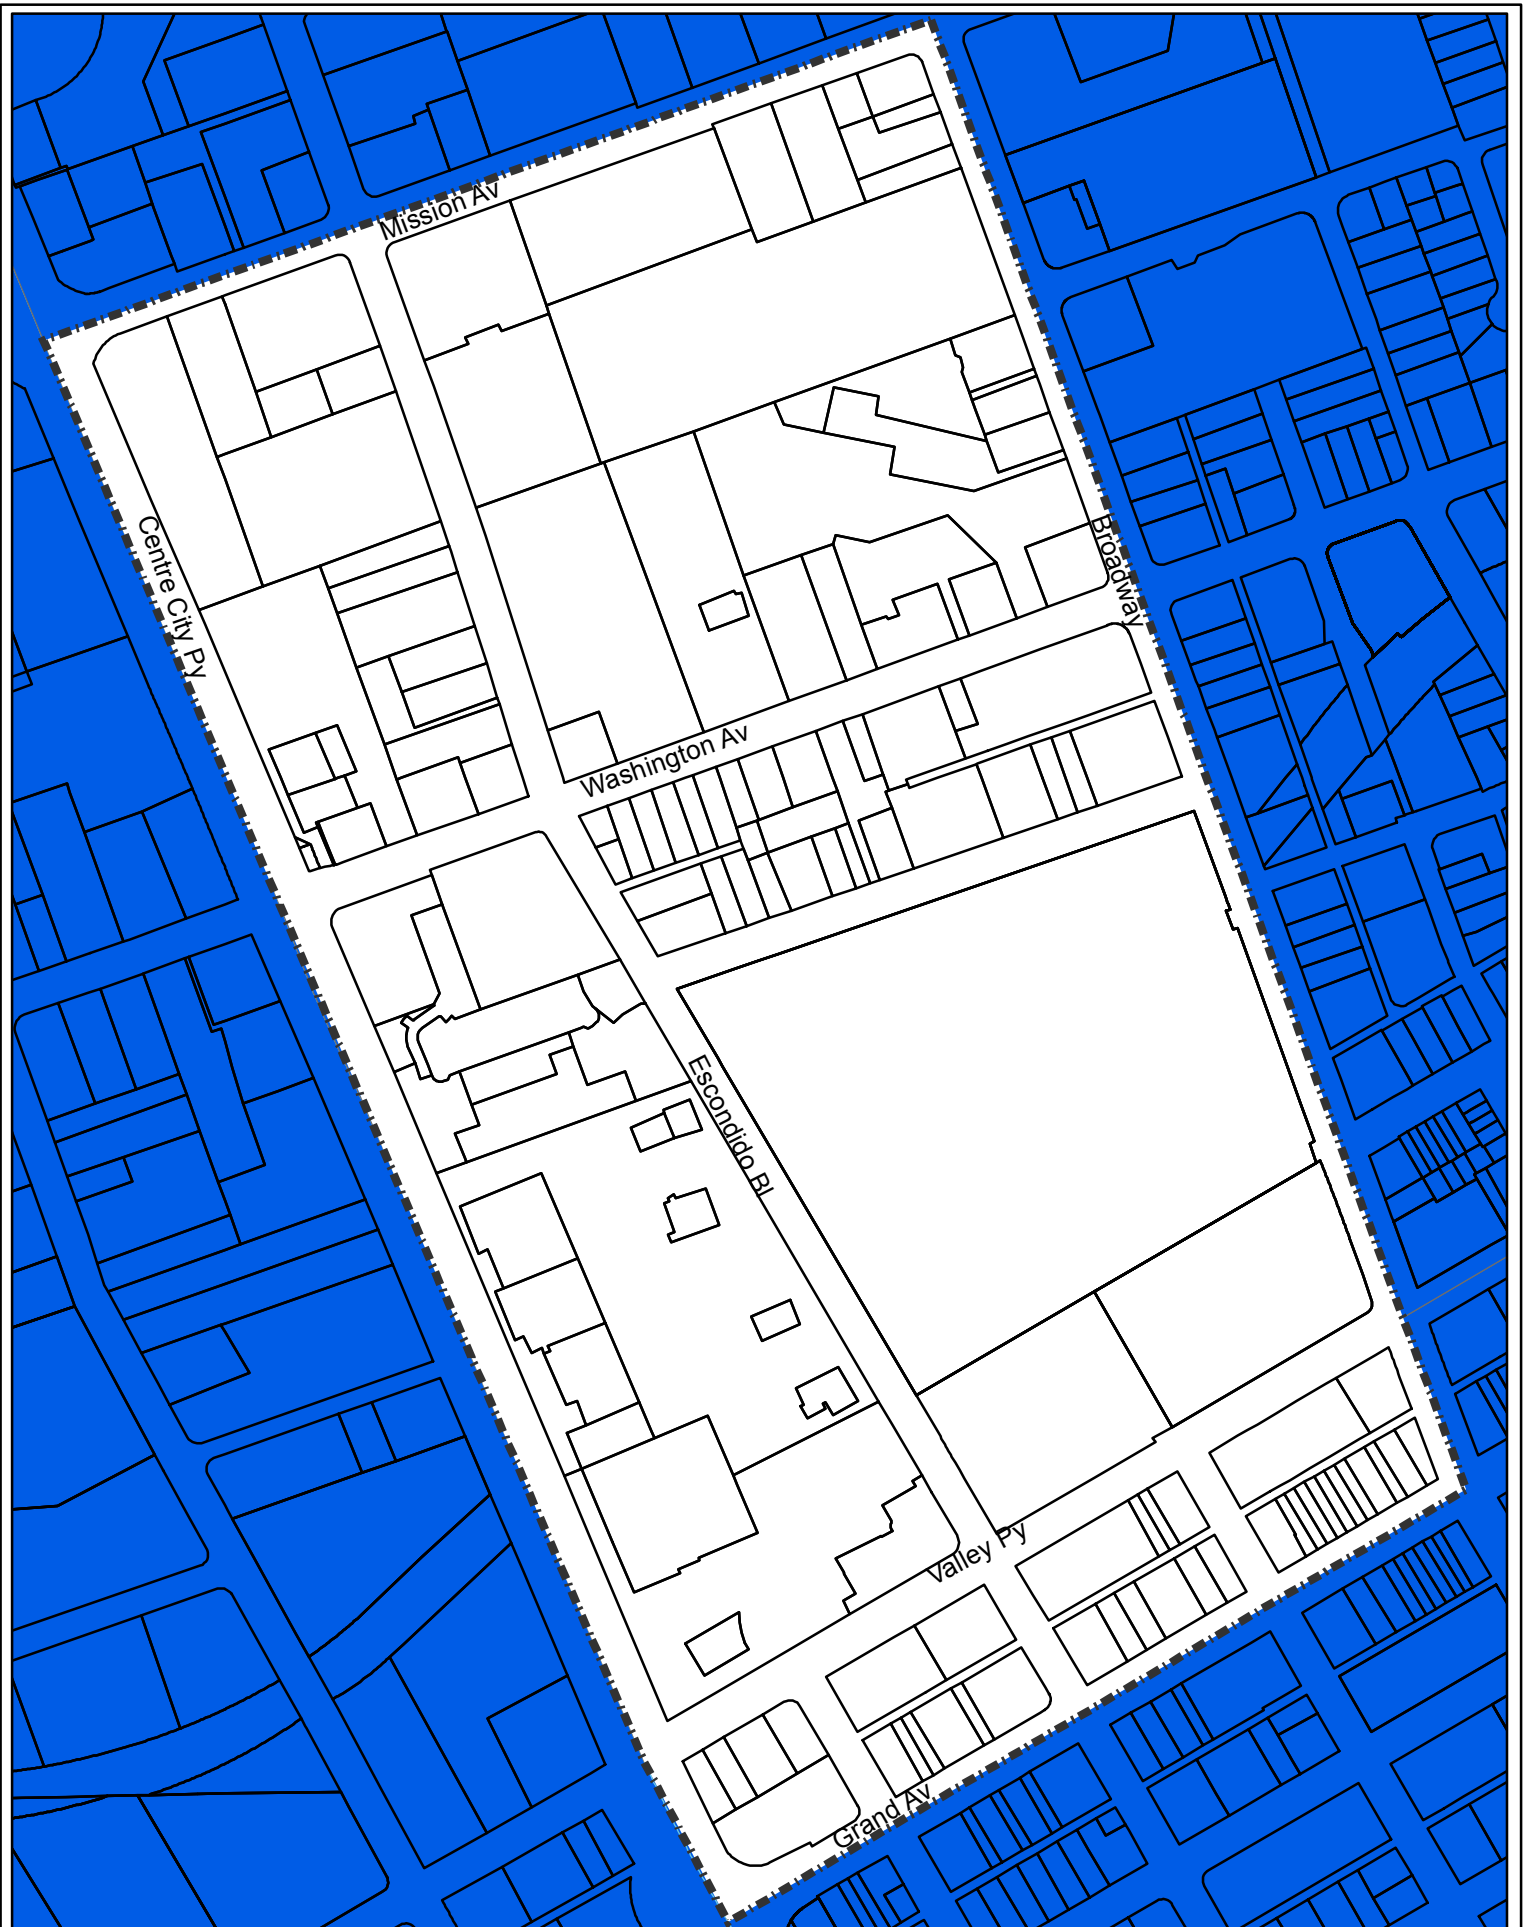 Mission Av
Centre City Py
Broadway
Washington Av
Escondido Bl
Valley Py
Grand Av